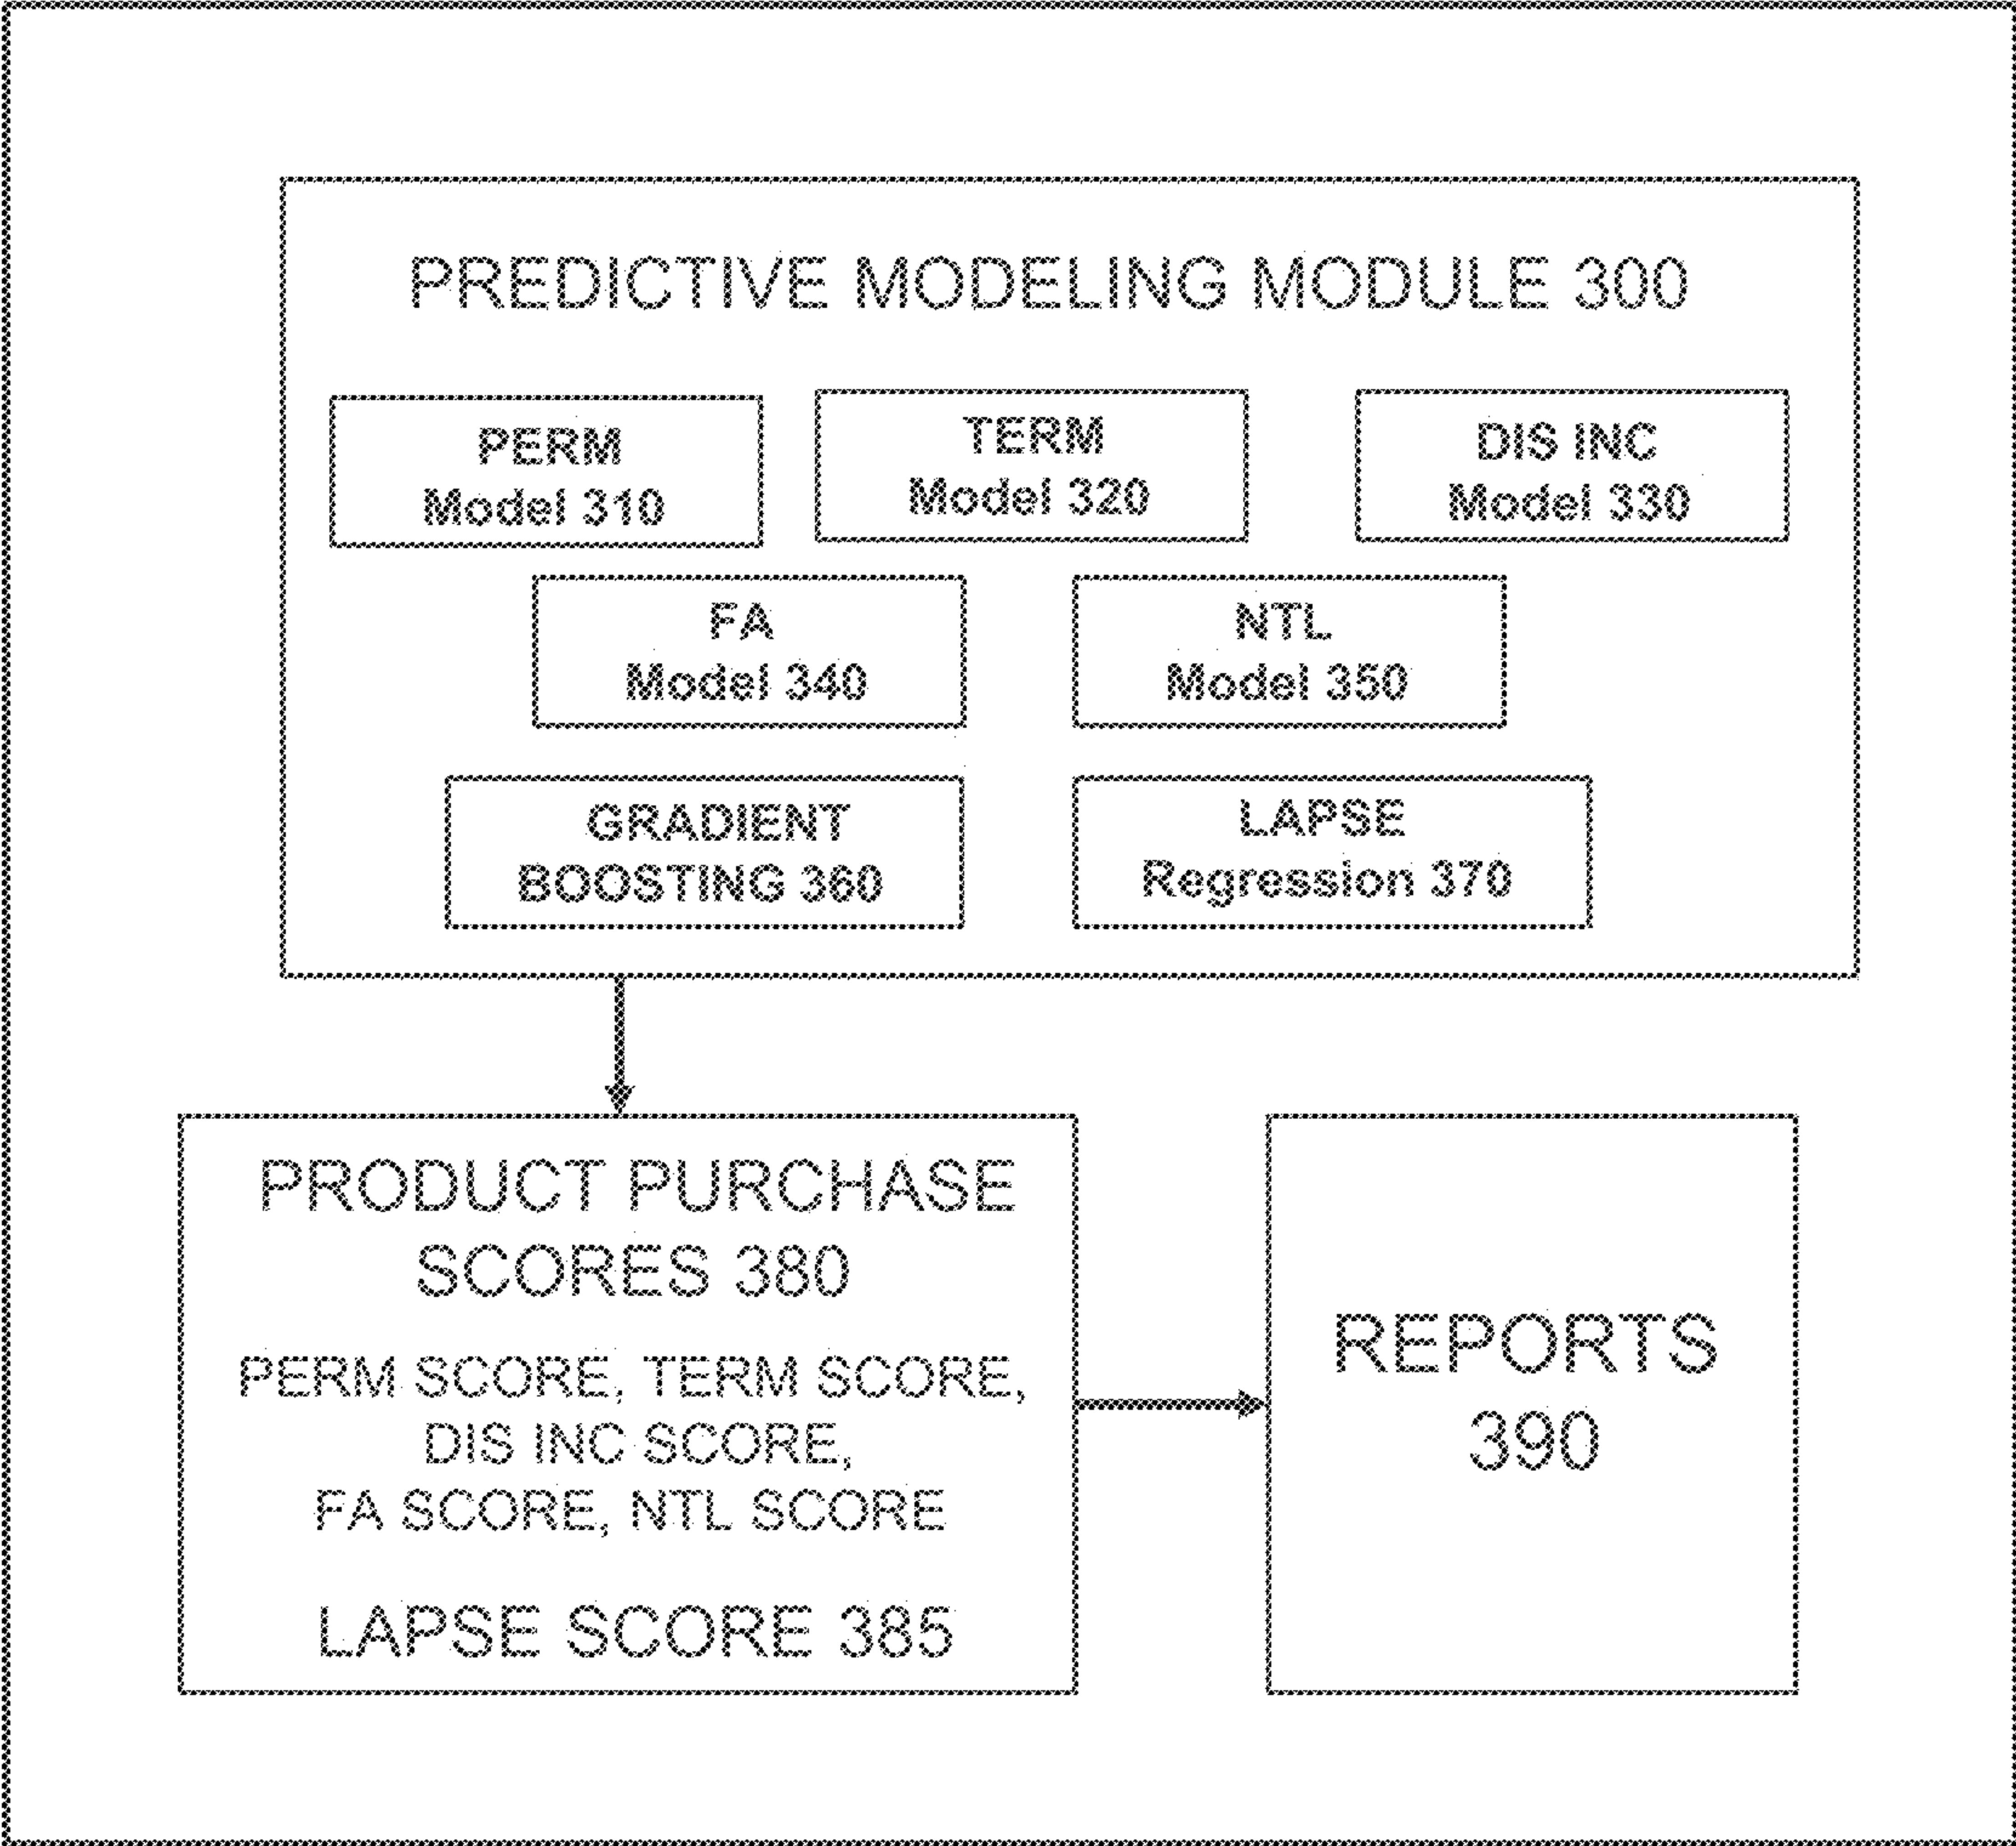 PREDICTIVE MODELING MODULE 300
PERM
Model 310
TERM
Model 320
DIS INC
Model 330
FA
Model 340
NTL
Model 350
GRADIENT
BOOSTING 360
LAPSE
Regression 370
PRODUCT PURCHASE
SCORES 380
PERM SCORE, TERM SCORE,
DIS INC SCORE,
FA SCORE, NTL SCORE
LAPSE SCORE 385
REPORTS
390